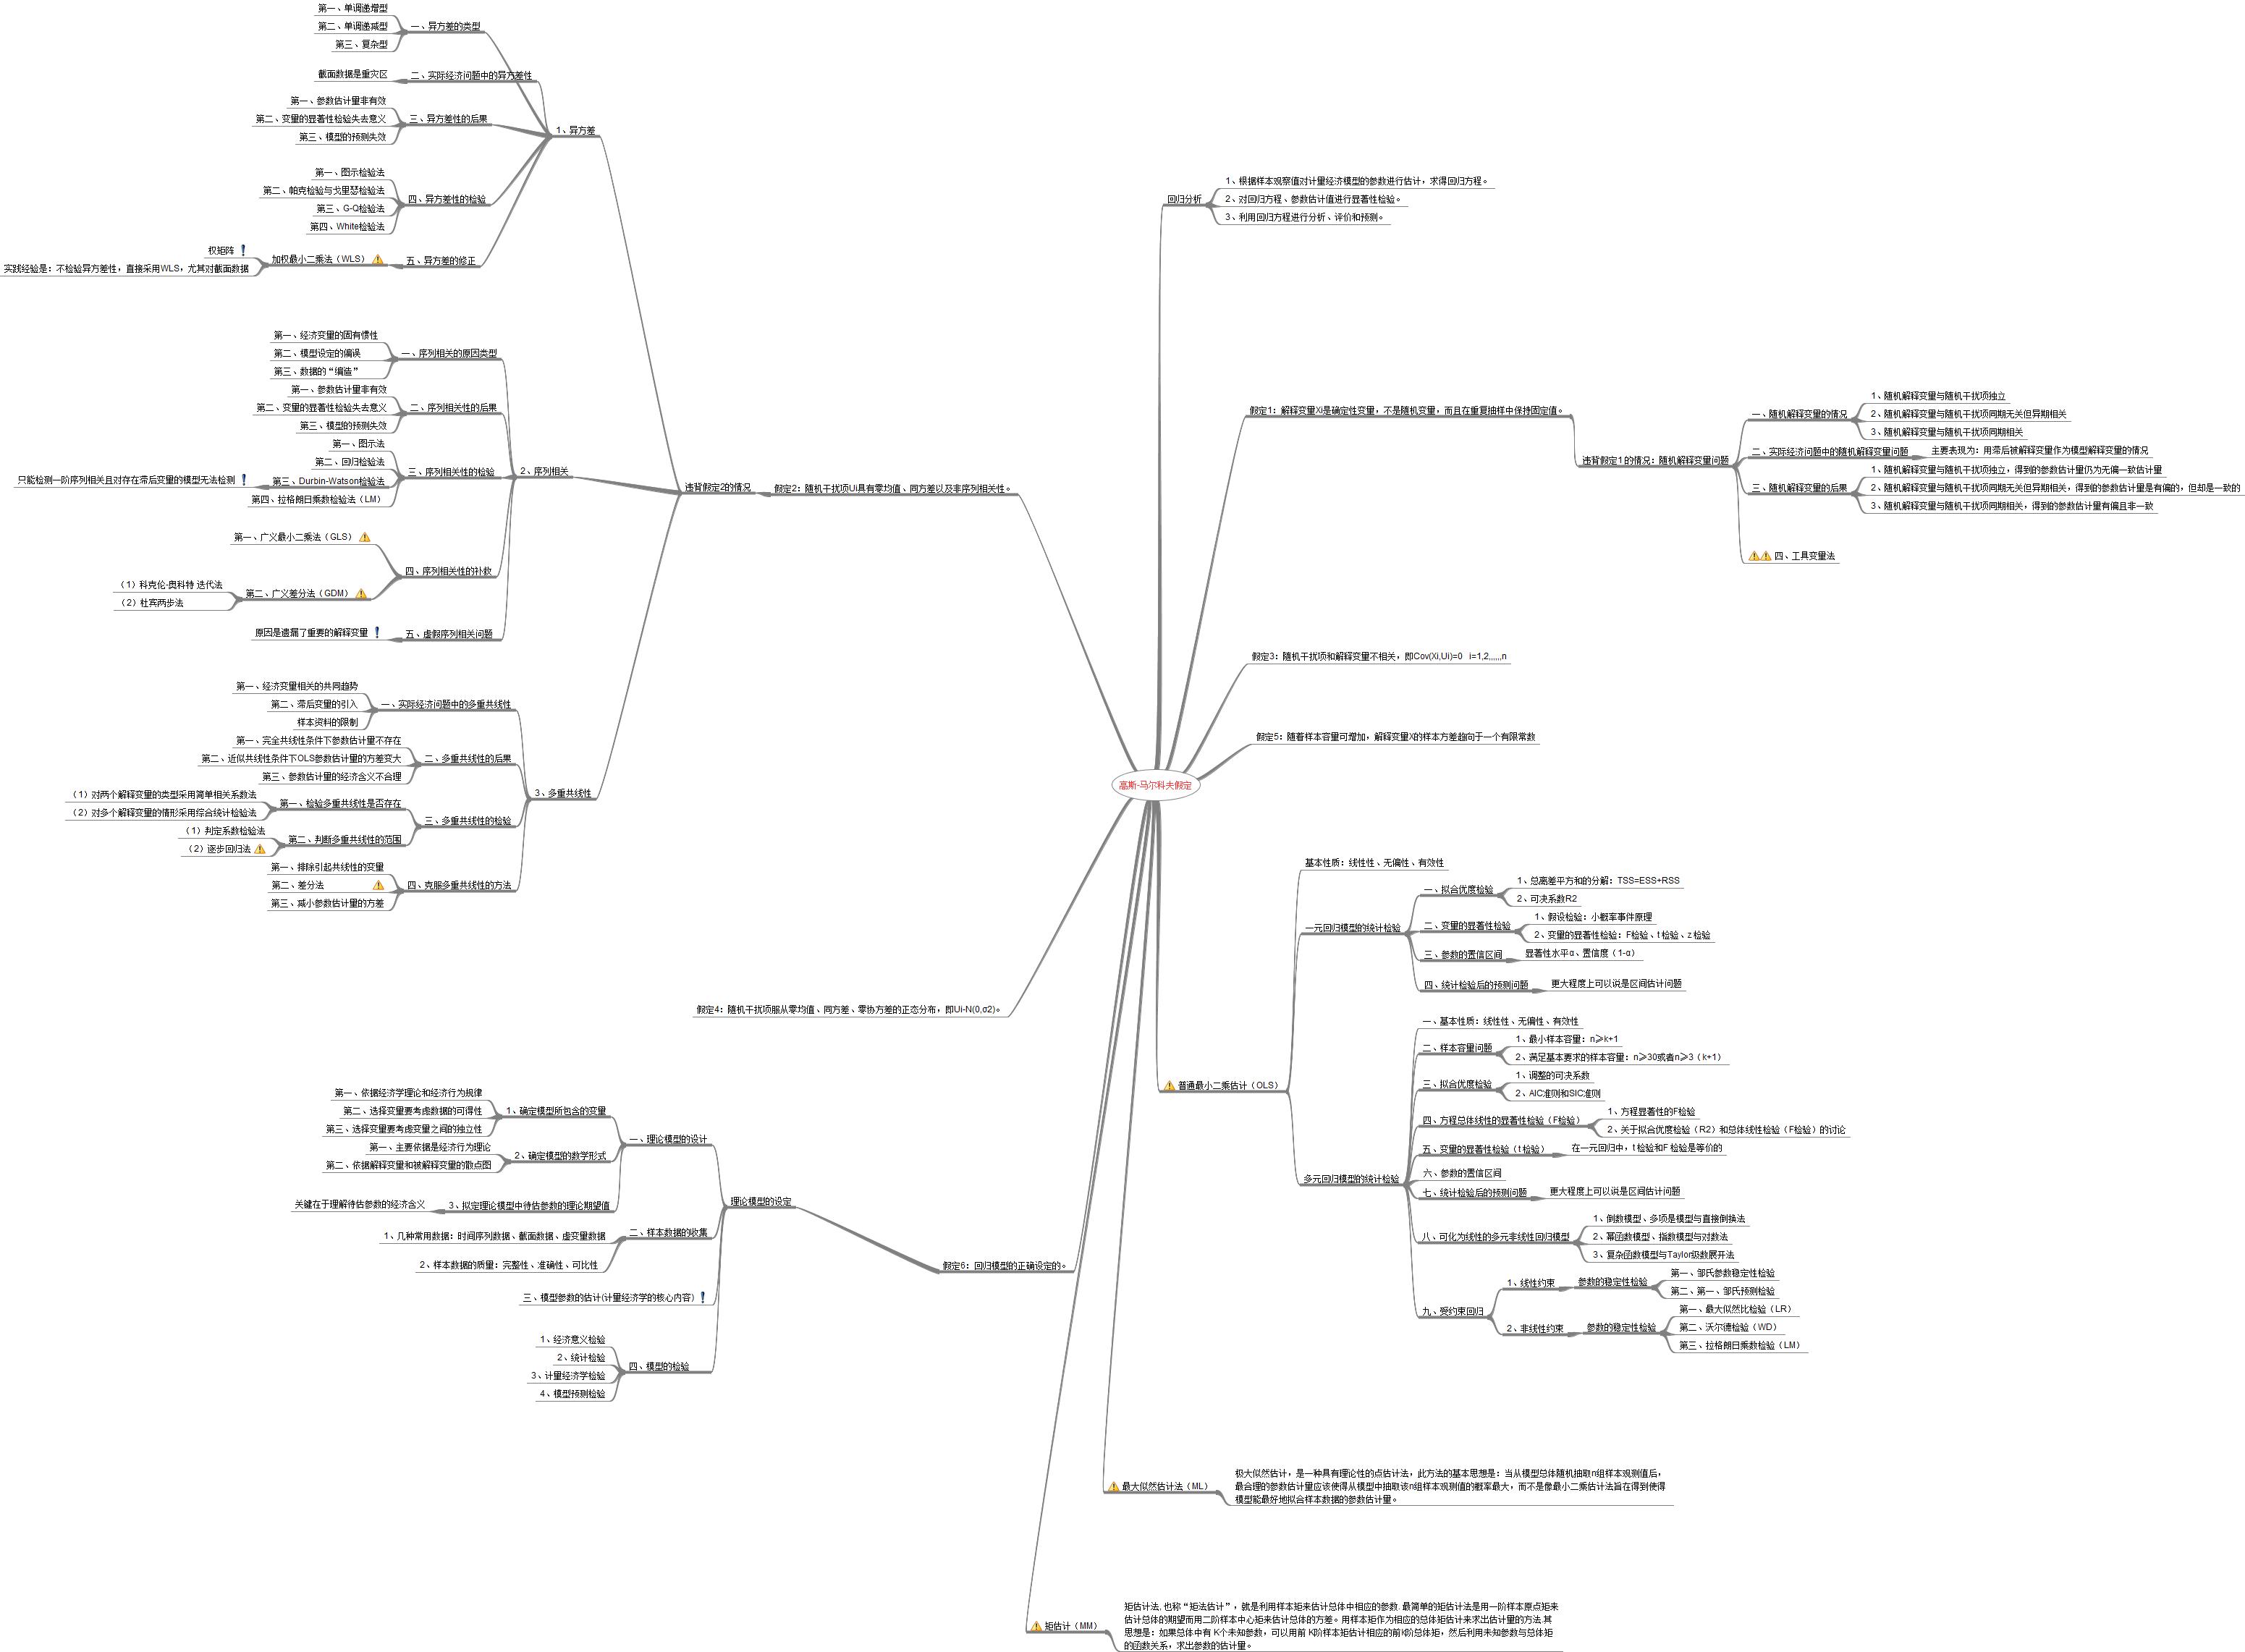 高斯-马尔科夫假定
回归分析
1、根据样本观察值对计量经济模型的参数进行估计，求得回归方程。
2、对回归方程、参数估计值进行显著性检验。
3、利用回归方程进行分析、评价和预测。
假定1：解释变量Xi是确定性变量，不是随机变量，而且在重复抽样中保持固定值。
违背假定1的情况：随机解释变量问题
一、随机解释变量的情况
1、随机解释变量与随机干扰项独立
2、随机解释变量与随机干扰项同期无关但异期相关
3、随机解释变量与随机干扰项同期相关
二、实际经济问题中的随机解释变量问题
主要表现为：用滞后被解释变量作为模型解释变量的情况
三、随机解释变量的后果
1、随机解释变量与随机干扰项独立，得到的参数估计量仍为无偏一致估计量
2、随机解释变量与随机干扰项同期无关但异期相关，得到的参数估计量是有偏的，但却是一致的
3、随机解释变量与随机干扰项同期相关，得到的参数估计量有偏且非一致
四、工具变量法
假定3：随机干扰项和解释变量不相关，即Cov(Xi,Ui)=0 i=1,2,,,,,,n
假定5：随着样本容量可增加，解释变量X的样本方差趋向于一个有限常数
普通最小二乘估计（OLS）
基本性质：线性性、无偏性、有效性
一元回归模型的统计检验
一、拟合优度检验
1、总离差平方和的分解：TSS=ESS+RSS
2、可决系数R2
二、变量的显著性检验
1、假设检验：小概率事件原理
2、变量的显著性检验：F检验、t 检验、z 检验
三、参数的置信区间
显著性水平α、置信度（1-α）
四、统计检验后的预测问题
更大程度上可以说是区间估计问题
多元回归模型的统计检验
一、基本性质：线性性、无偏性、有效性
二、样本容量问题
1、最小样本容量：n≥k+1
2、满足基本要求的样本容量：n≥30或者n≥3（k+1）
三、拟合优度检验
1、调整的可决系数
2、AIC准则和SIC准则
四、方程总体线性的显著性检验（F检验）
1、方程显著性的F检验
2、关于拟合优度检验（R2）和总体线性检验（F检验）的讨论
五、变量的显著性检验（t 检验）
在一元回归中，t 检验和F 检验是等价的
六、参数的置信区间
七、统计检验后的预测问题
更大程度上可以说是区间估计问题
八、可化为线性的多元非线性回归模型
1、倒数模型、多项是模型与直接倒换法
2、幂函数模型、指数模型与对数法
3、复杂函数模型与Taylor级数展开法
九、受约束回归
1、线性约束
参数的稳定性检验
第一、邹氏参数稳定性检验
第二、第一、邹氏预测检验
2、非线性约束
参数的稳定性检验
第一、最大似然比检验（LR）
第二、沃尔德检验（WD）
第三、拉格朗日乘数检验（LM）
最大似然估计法（ML）
极大似然估计，是一种具有理论性的点估计法，此方法的基本思想是：当从模型总体随机抽取n组样本观测值后，
最合理的参数估计量应该使得从模型中抽取该n组样本观测值的概率最大，而不是像最小二乘估计法旨在得到使得
模型能最好地拟合样本数据的参数估计量。
矩估计（MM）
矩估计法,也称“矩法估计”，就是利用样本矩来估计总体中相应的参数.最简单的矩估计法是用一阶样本原点矩来
估计总体的期望而用二阶样本中心矩来估计总体的方差。用样本矩作为相应的总体矩估计来求出估计量的方法.其
思想是：如果总体中有 K个未知参数，可以用前 K阶样本矩估计相应的前k阶总体矩，然后利用未知参数与总体矩
的函数关系，求出参数的估计量。
假定2：随机干扰项Ui具有零均值、同方差以及非序列相关性。
违背假定2的情况
1、异方差
一、异方差的类型
第一、单调递增型
第二、单调递减型
第三、复杂型
二、实际经济问题中的异方差性
截面数据是重灾区
三、异方差性的后果
第一、参数估计量非有效
第二、变量的显著性检验失去意义
第三、模型的预测失效
四、异方差性的检验
第一、图示检验法
第二、帕克检验与戈里瑟检验法
第三、G-Q检验法
第四、White检验法
五、异方差的修正
加权最小二乘法（WLS）
权矩阵
实践经验是：不检验异方差性，直接采用WLS，尤其对截面数据
2、序列相关
一、序列相关的原因类型
第一、经济变量的固有惯性
第二、模型设定的偏误
第三、数据的“编造”
二、序列相关性的后果
第一、参数估计量非有效
第二、变量的显著性检验失去意义
第三、模型的预测失效
三、序列相关性的检验
第一、图示法
第二、回归检验法
第三、Durbin-Watson检验法
只能检测一阶序列相关且对存在滞后变量的模型无法检测
第四、拉格朗日乘数检验法（LM）
四、序列相关性的补救
第一、广义最小二乘法（GLS）
第二、广义差分法（GDM）
（1）科克伦-奥科特 迭代法
（2）杜宾两步法
五、虚假序列相关问题
原因是遗漏了重要的解释变量
3、多重共线性
一、实际经济问题中的多重共线性
第一、经济变量相关的共同趋势
第二、滞后变量的引入
样本资料的限制
二、多重共线性的后果
第一、完全共线性条件下参数估计量不存在
第二、近似共线性条件下OLS参数估计量的方差变大
第三、参数估计量的经济含义不合理
三、多重共线性的检验
第一、检验多重共线性是否存在
（1）对两个解释变量的类型采用简单相关系数法
（2）对多个解释变量的情形采用综合统计检验法
第二、判断多重共线性的范围
（1）判定系数检验法
（2）逐步回归法
四、克服多重共线性的方法
第一、排除引起共线性的变量
第二、差分法
第三、减小参数估计量的方差
假定4：随机干扰项服从零均值、同方差、零协方差的正态分布，即Ui-N(0,σ2)。
假定6：回归模型的正确设定的。
理论模型的设定
一、理论模型的设计
1、确定模型所包含的变量
第一、依据经济学理论和经济行为规律
第二、选择变量要考虑数据的可得性
第三、选择变量要考虑变量之间的独立性
2、确定模型的数学形式
第一、主要依据是经济行为理论
第二、依据解释变量和被解释变量的散点图
3、拟定理论模型中待估参数的理论期望值
关键在于理解待估参数的经济含义
二、样本数据的收集
1、几种常用数据：时间序列数据、截面数据、虚变量数据
2、样本数据的质量：完整性、准确性、可比性
三、模型参数的估计(计量经济学的核心内容)
四、模型的检验
1、经济意义检验
2、统计检验
3、计量经济学检验
4、模型预测检验